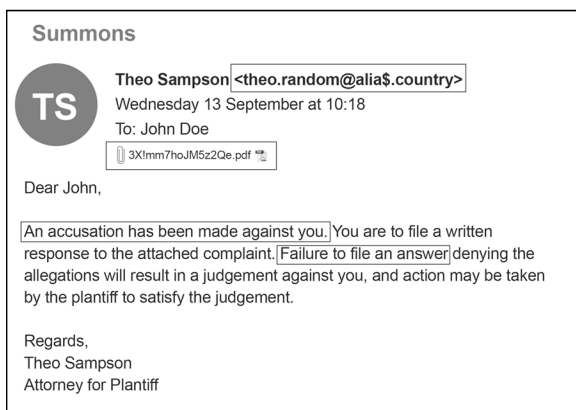 Summons
TS
Theo Sampson <theo.random@alia$.country>
Wednesday 13 September at 10:18
To: John Doe
3X!mm7hoJM5z2Qe.pdf
Dear John,
An accusation has been made against you. You are to file a written
response to the attached complaint. Failure to file an answer denying the
allegations will result in a judgement against you, and action may be taken
by the plantiff to satisfy the judgement.
Regards,
Theo Sampson
Attorney for Plantiff